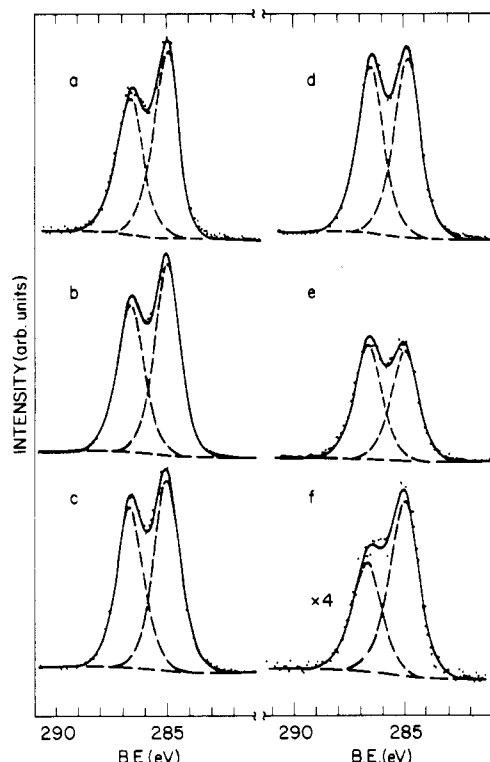 a
d
b
e
c
f
×4
INTENSITY (arb. units)
290 285 290 285
B.E. (eV) B.E. (eV)